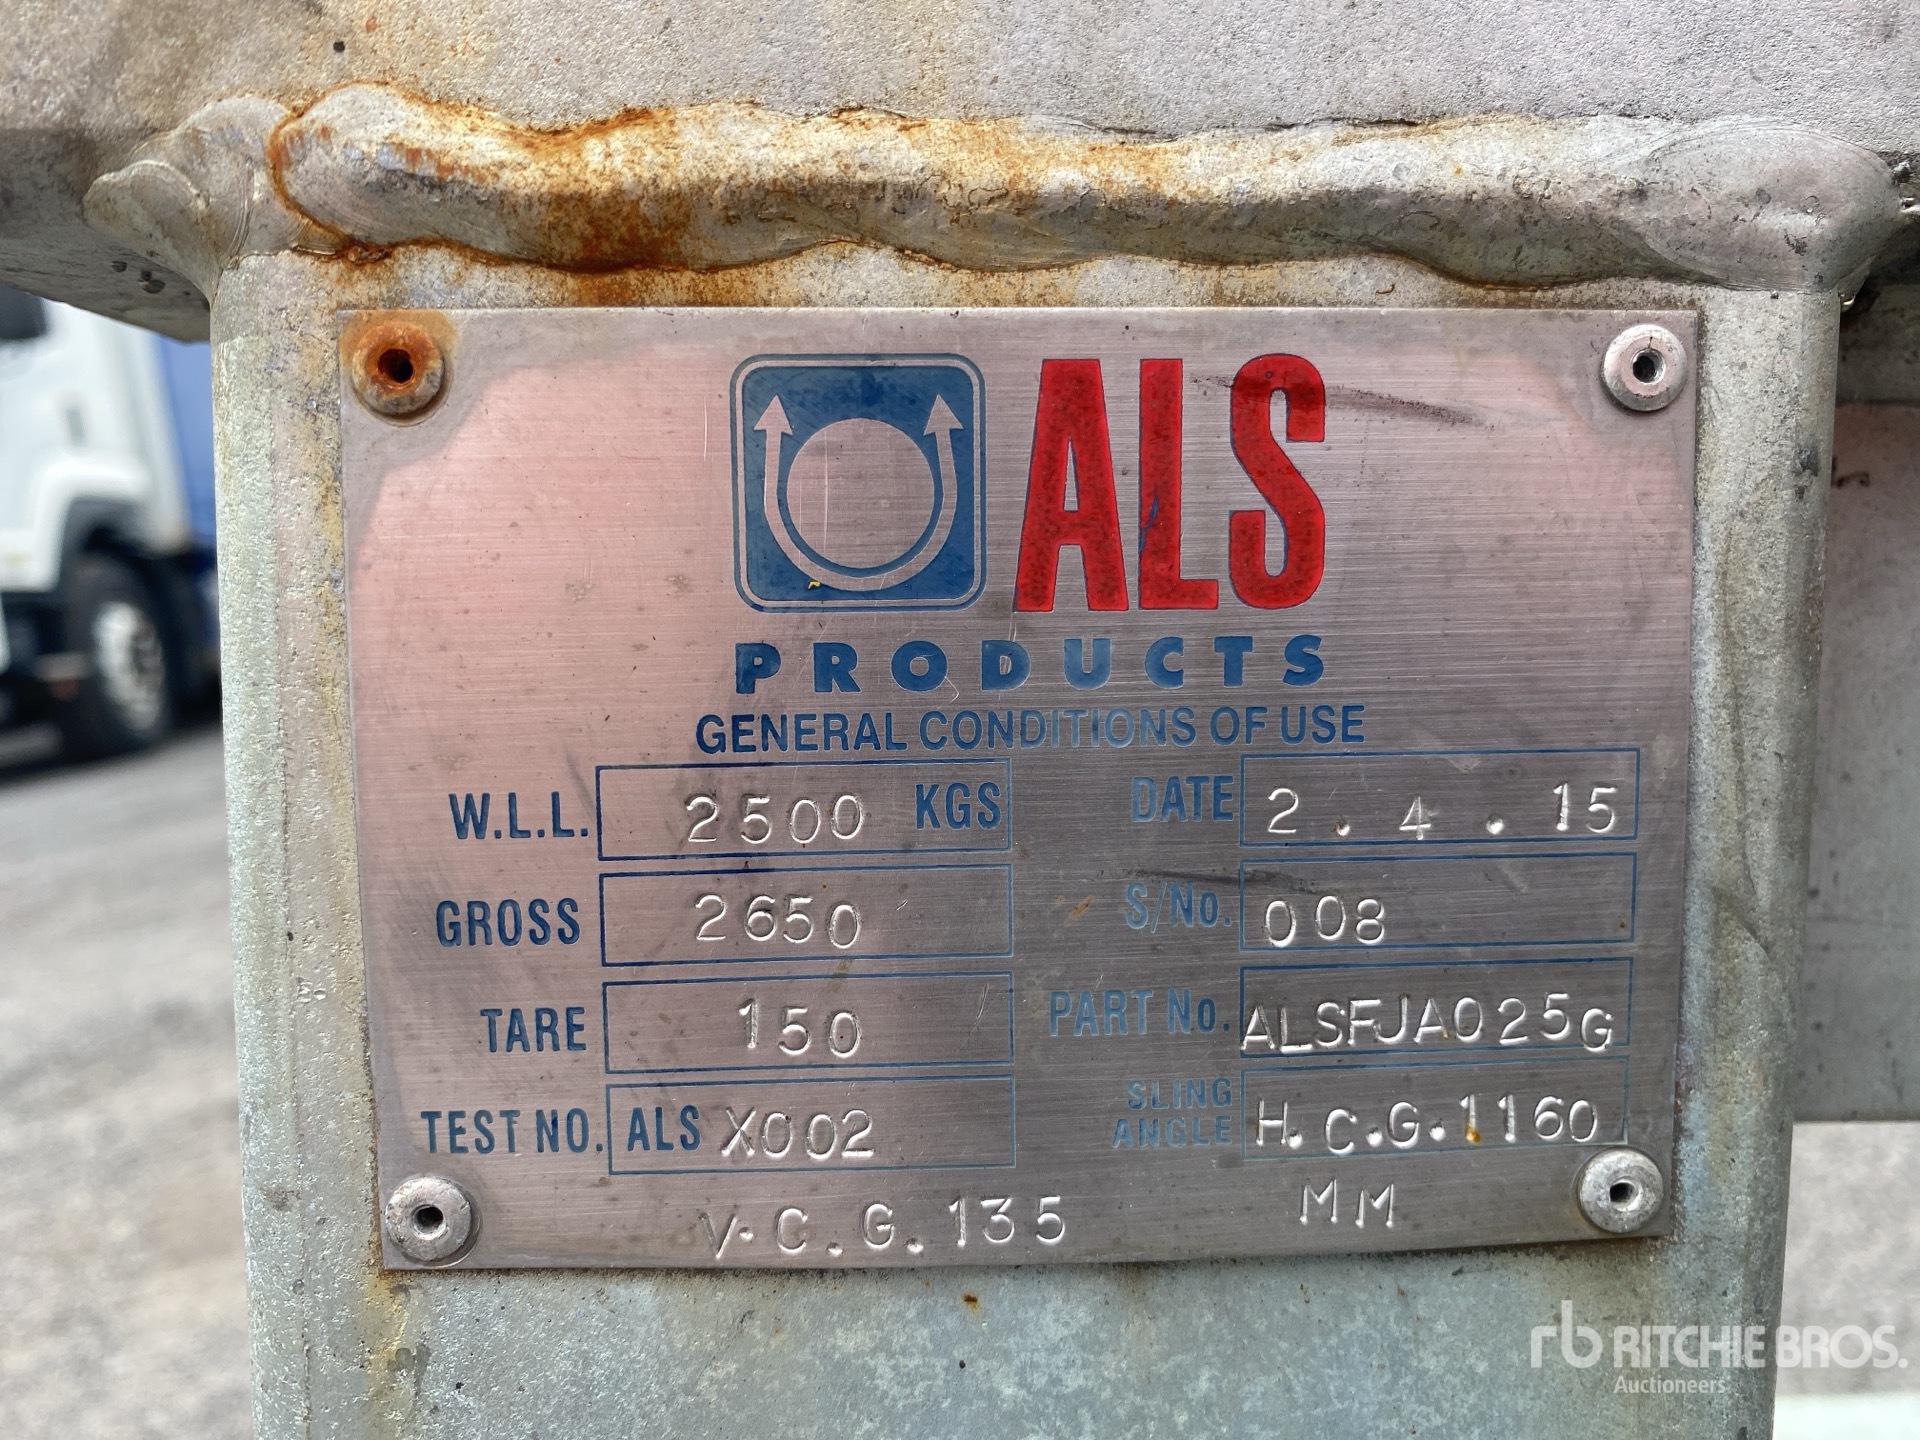 ALS
PRODUCTS
GENERAL CONDITIONS OF USE
W.L.L. 2500 KGS DATE 2.4.15
GROSS 2650 S/No. 008
TARE 150 PART No. ALSFJA025G
TEST NO. ALS X002 SLING ANGLE H.C.G.1160
V.C.G.135 MM
rb RITCHIE BROS.
Auctioneers